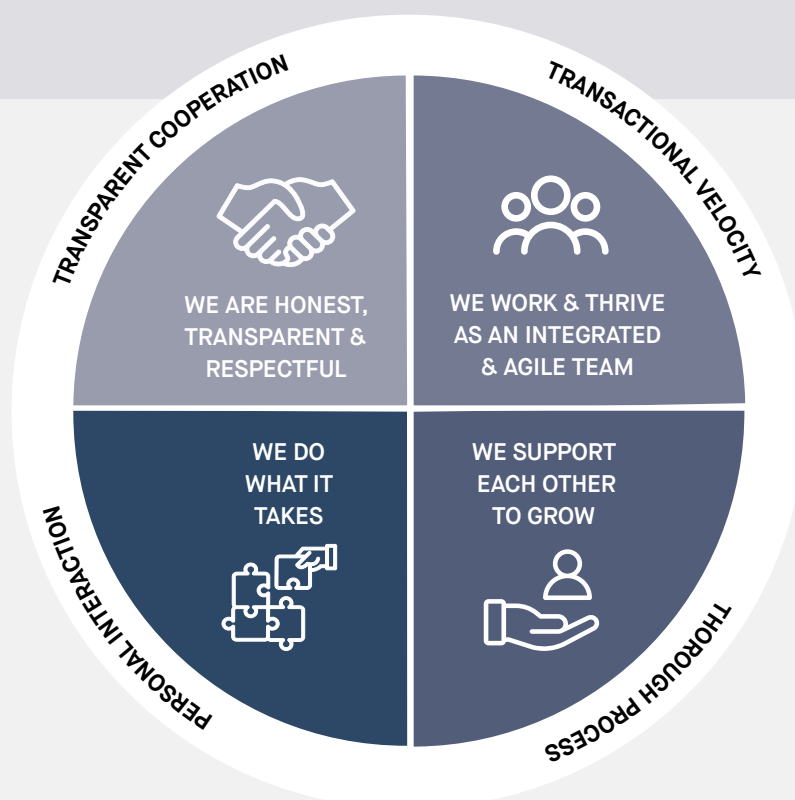 TRANSPARENT COOPERATION
TRANSACTIONAL VELOCITY
WE ARE HONEST,
TRANSPARENT &
RESPECTFUL
WE WORK & THRIVE
AS AN INTEGRATED
& AGILE TEAM
WE DO
WHAT IT
TAKES
WE SUPPORT
EACH OTHER
TO GROW
PERSONAL INTERACTION
THOROUGH PROCESS